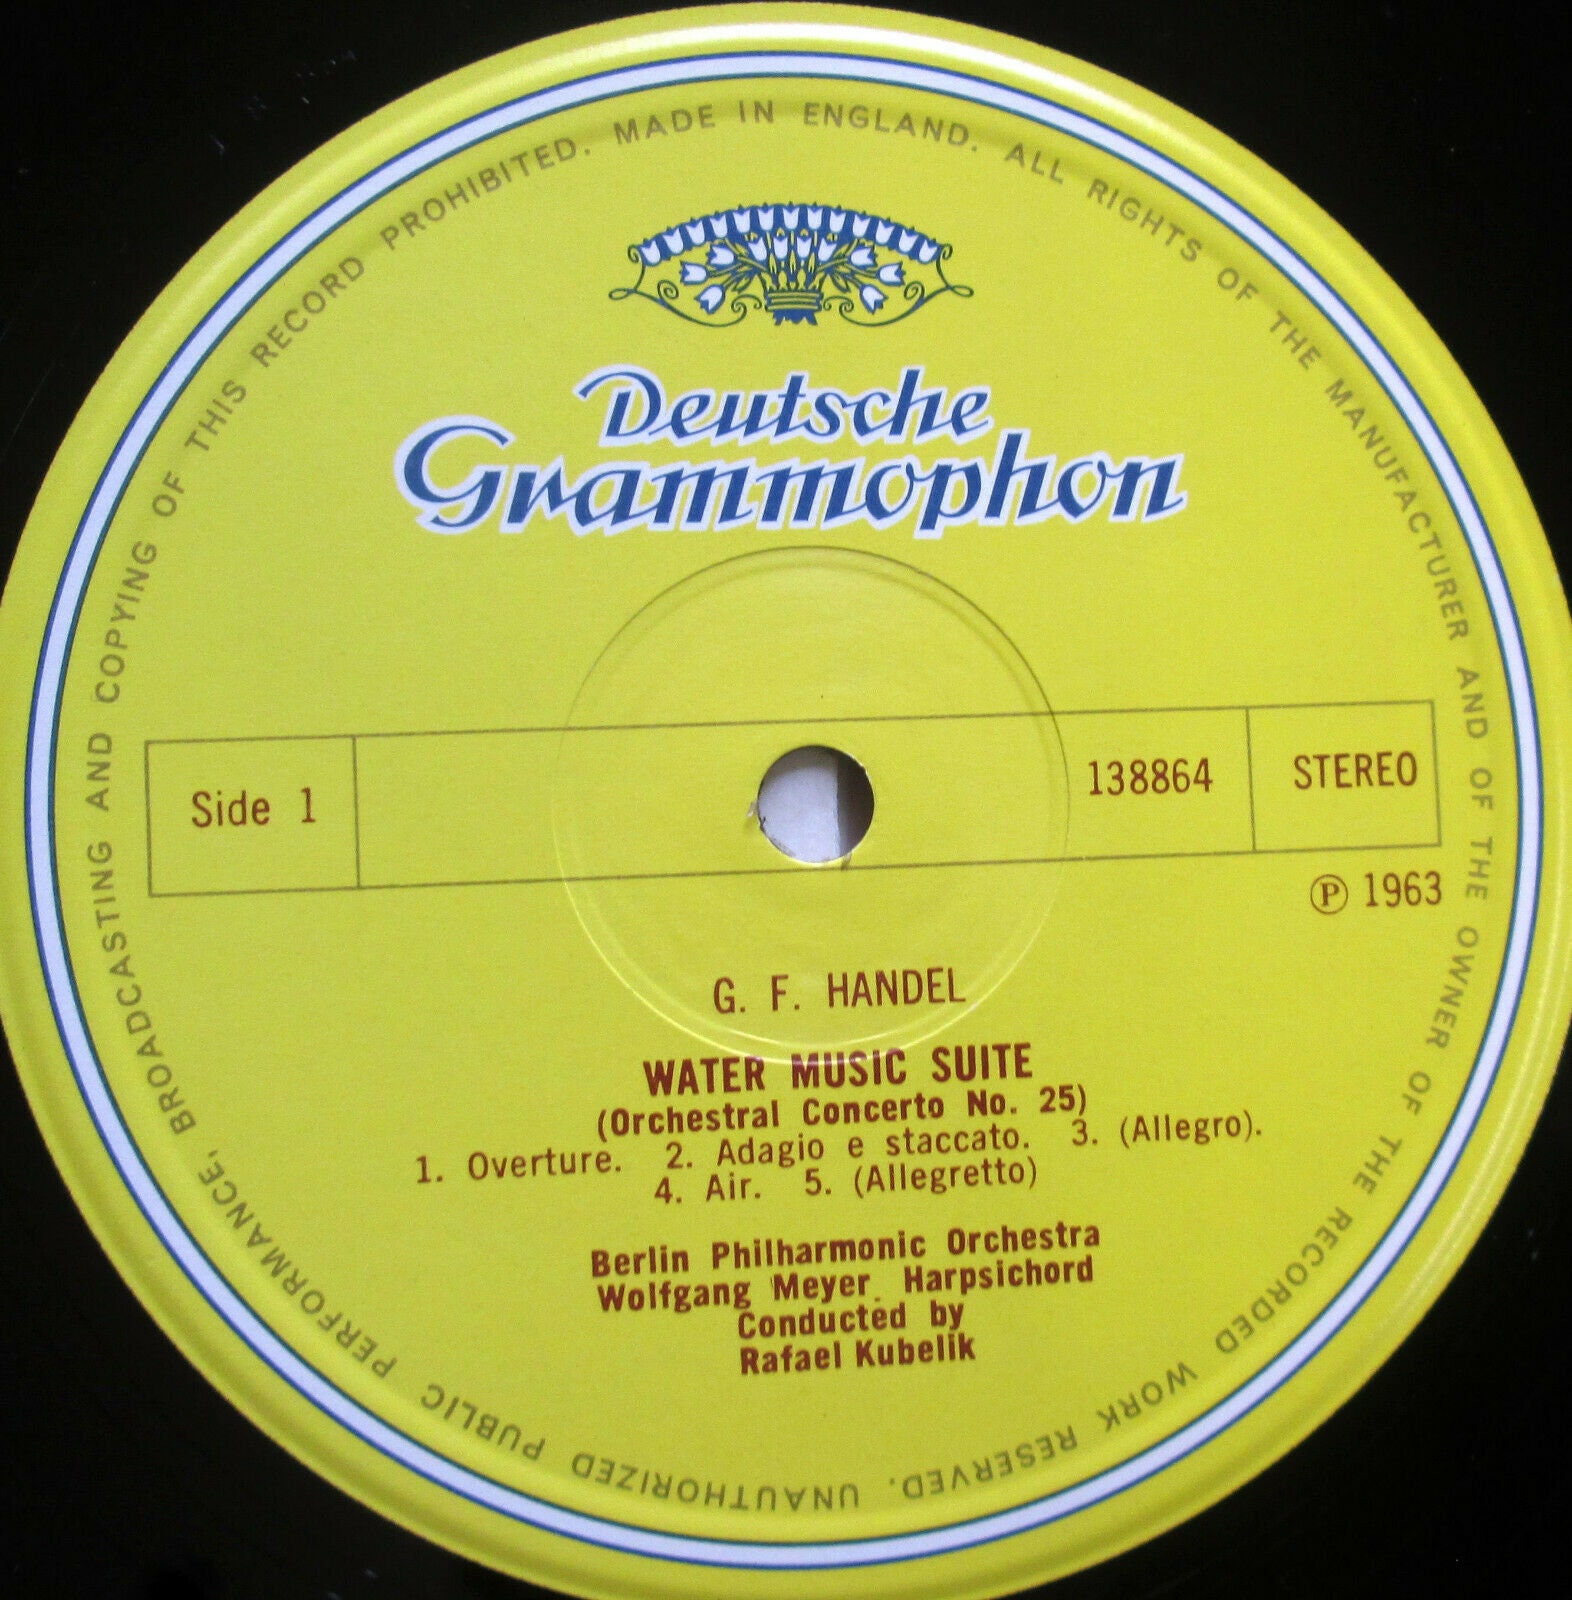 MADE IN ENGLAND. ALL RIGHTS OF THE MANUFACTURER AND OF THE OWNER OF THE RECORDED WORK RESERVED. UNAUTHORIZED PUBLIC PERFORMANCE, BROADCASTING AND COPYING OF THIS RECORD PROHIBITED.
Deutsche
Grammophon
Side 1 138864 STEREO
Ⓟ 1963
G. F. HANDEL
WATER MUSIC SUITE
(Orchestral Concerto No. 25)
1. Overture. 2. Adagio e staccato. 3. (Allegro).
4. Air. 5. (Allegretto)
Berlin Philharmonic Orchestra
Wolfgang Meyer, Harpsichord
Conducted by
Rafael Kubelik